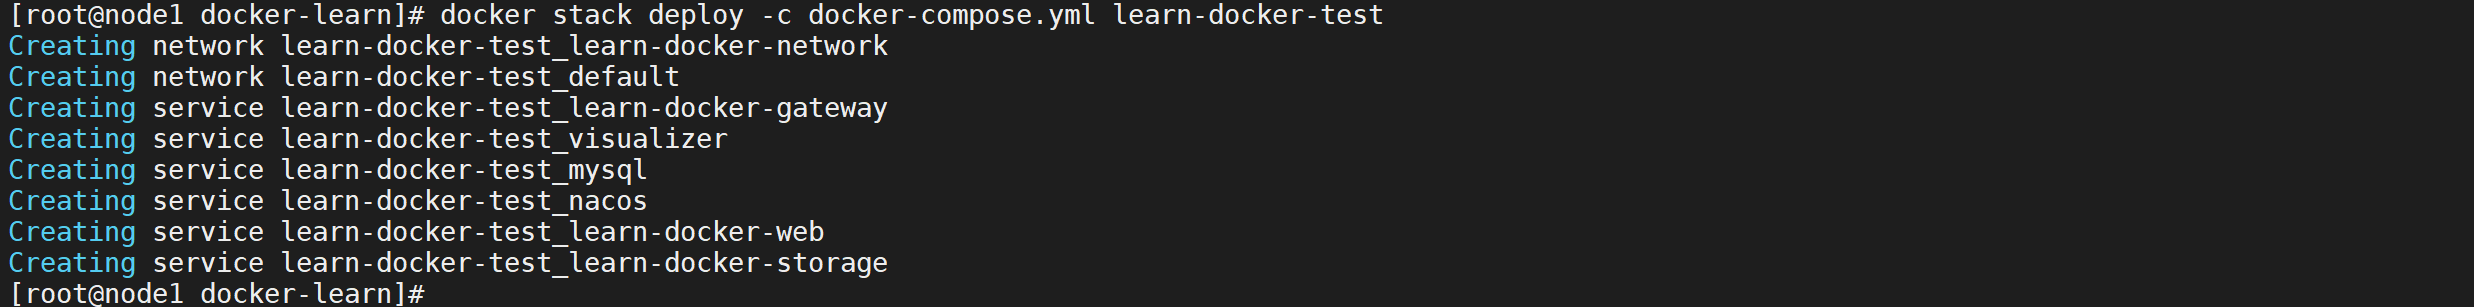 [root@node1 docker-learn]# docker stack deploy -c docker-compose.yml learn-docker-test
Creating network learn-docker-test_learn-docker-network
Creating network learn-docker-test_default
Creating service learn-docker-test_learn-docker-gateway
Creating service learn-docker-test_visualizer
Creating service learn-docker-test_mysql
Creating service learn-docker-test_nacos
Creating service learn-docker-test_learn-docker-web
Creating service learn-docker-test_learn-docker-storage
[root@node1 docker-learn]#